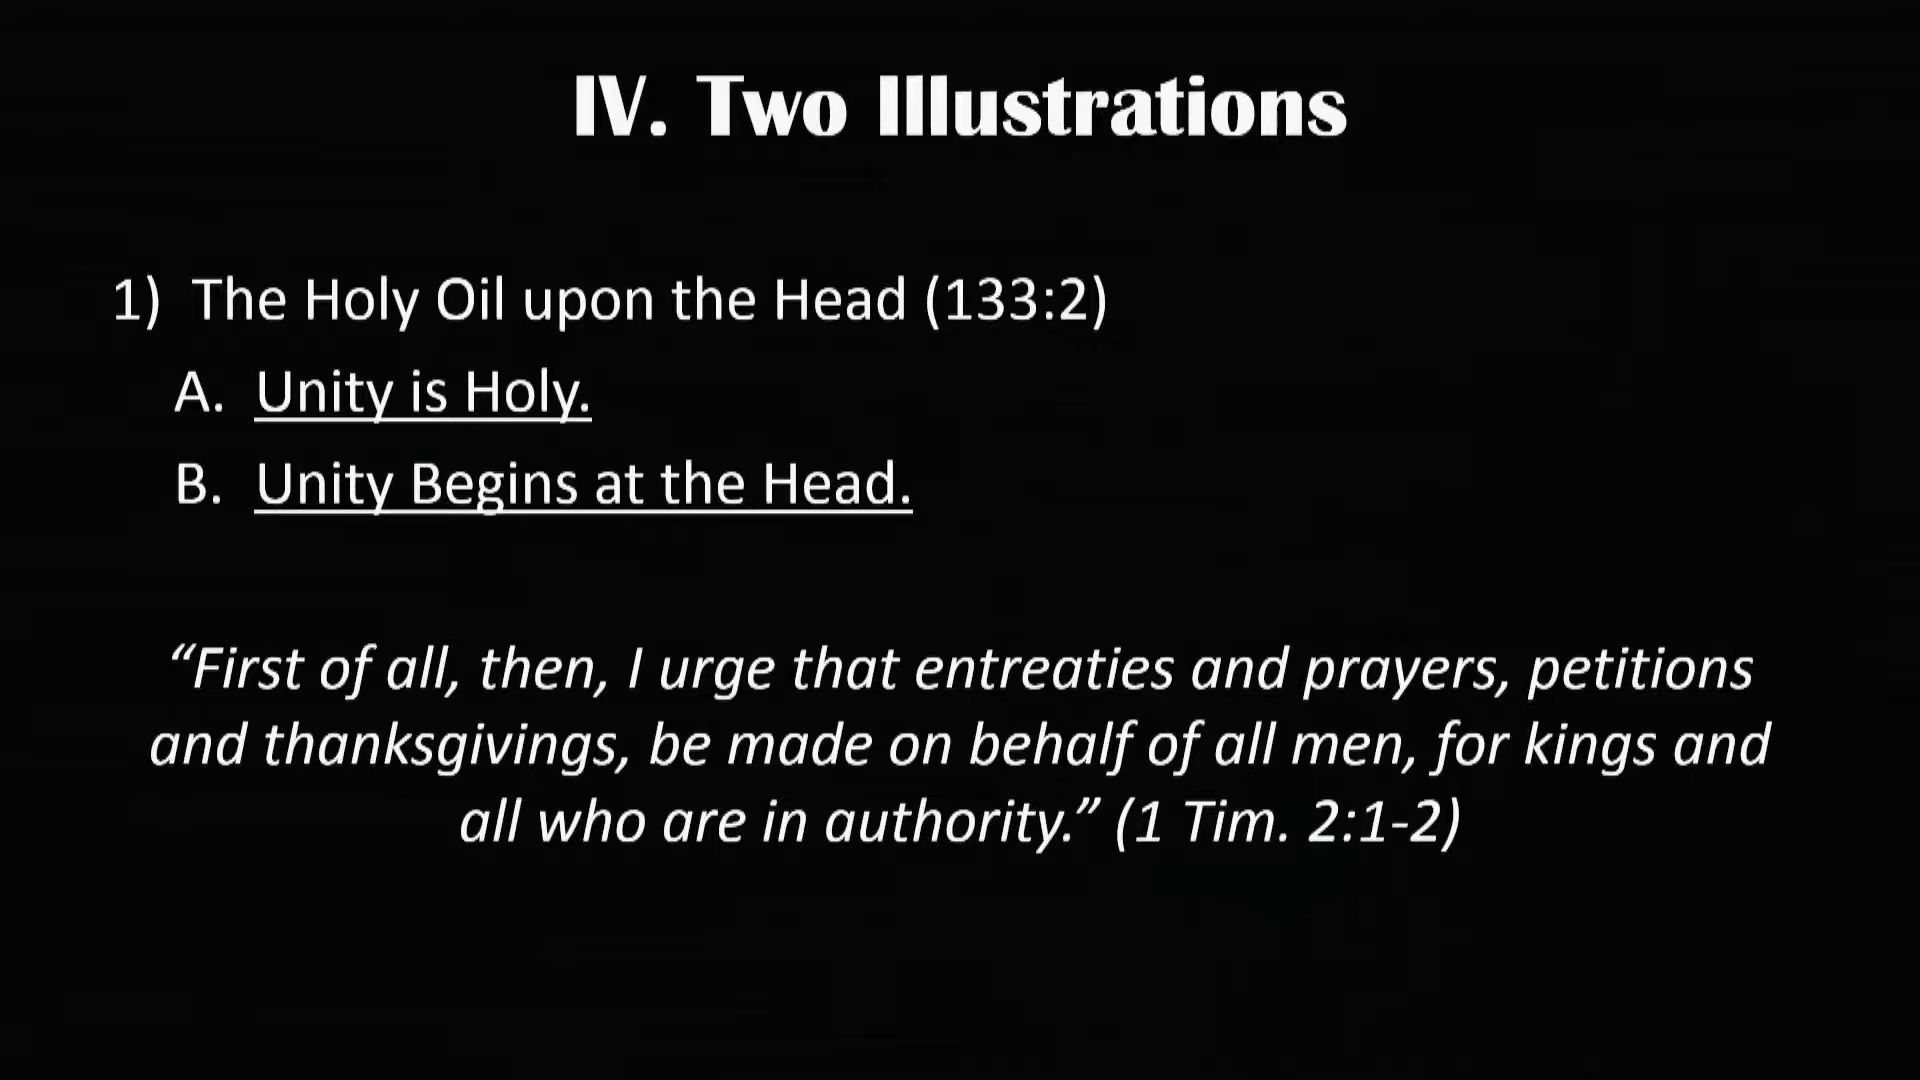 IV. Two Illustrations
1) The Holy Oil upon the Head (133:2)
A. Unity is Holy.
B. Unity Begins at the Head.
“First of all, then, I urge that entreaties and prayers, petitions
and thanksgivings, be made on behalf of all men, for kings and
all who are in authority.” (1 Tim. 2:1-2)